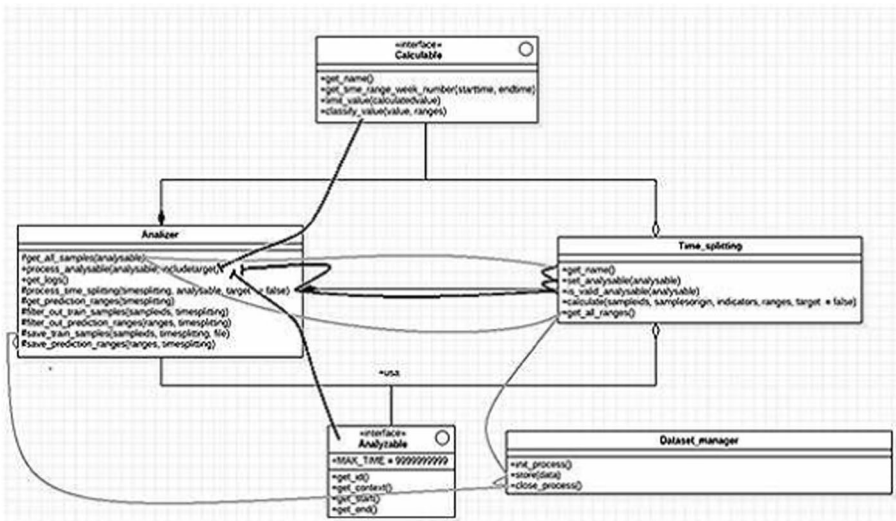 «interface»
Calculable
+get_name()
+get_time_range_week_number(starttime, endtime)
+limit_value(calculatedvalue)
+classify_value(value, ranges)
Analizer
#get_all_samples(analysable)
+process_analysable(analysable, includetarget)
+get_logs()
#process_time_splitting(timesplitting, analysable, target = false)
#get_prediction_ranges(timesplitting)
#filter_out_train_samples(sampleids, timesplitting)
#filter_out_prediction_ranges(ranges, timesplitting)
#save_train_samples(sampleids, timesplitting, file)
#save_prediction_ranges(ranges, timesplitting)
Time_splitting
+get_name()
+set_analysable(analysable)
+is_valid_analysable(analysable)
+calculate(sampleids, samplesorigin, indicators, ranges, target = false)
+get_all_ranges()
+usa
«interface»
Analyzable
+MAX_TIME = 9999999999
+get_id()
+get_context()
+get_start()
+get_end()
Dataset_manager
+init_process()
+store(data)
+close_process()